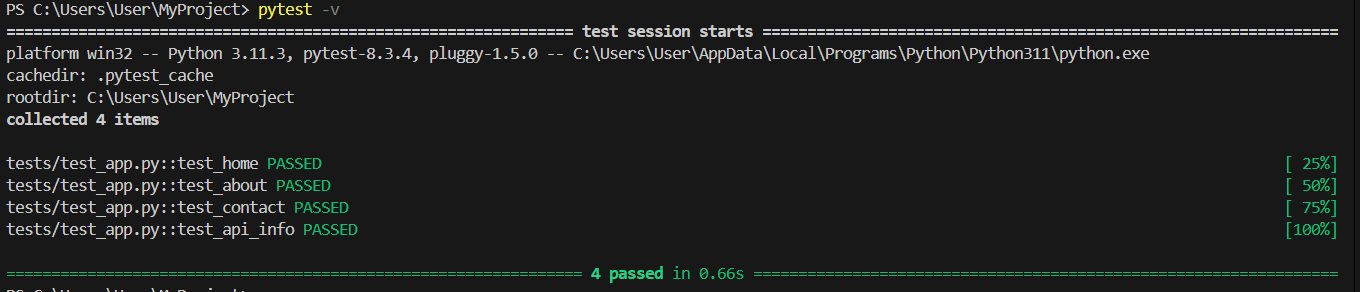 PS C:\Users\User\MyProject> pytest -v
=============================================================== test session starts ================================================================
platform win32 -- Python 3.11.3, pytest-8.3.4, pluggy-1.5.0 -- C:\Users\User\AppData\Local\Programs\Python\Python311\python.exe
cachedir: .pytest_cache
rootdir: C:\Users\User\MyProject
collected 4 items
tests/test_app.py::test_home PASSED [ 25%]
tests/test_app.py::test_about PASSED [ 50%]
tests/test_app.py::test_contact PASSED [ 75%]
tests/test_app.py::test_api_info PASSED [100%]
================================================================ 4 passed in 0.66s =================================================================
PS C:\Users\User\MyProject>